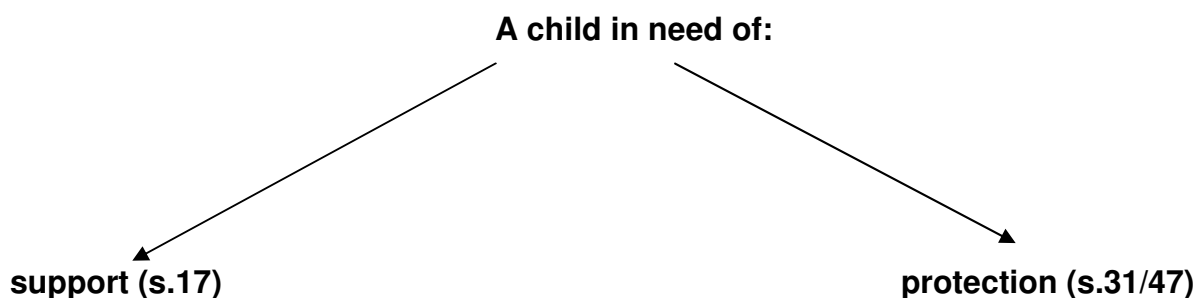 A child in need of:
support (s.17)
protection (s.31/47)